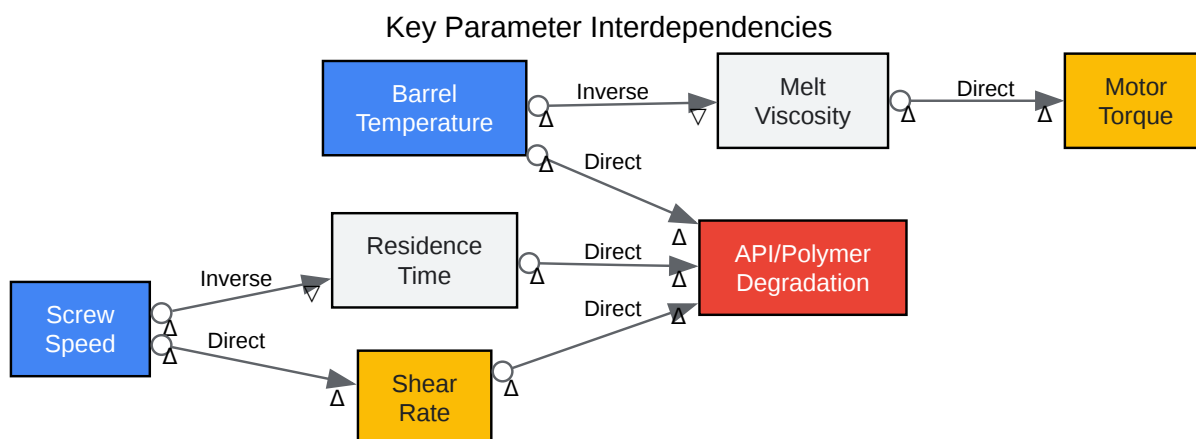 Key Parameter Interdependencies
Barrel
Temperature
Δ
Inverse
▽
Melt
Viscosity
Δ
Direct
Δ
Motor
Torque
Δ
Direct
Δ
Residence
Time
Δ
Direct
Δ
API/Polymer
Degradation
Screw
Speed
Δ
Inverse
▽
Δ
Direct
Δ
Shear
Rate
Δ
Direct
Δ